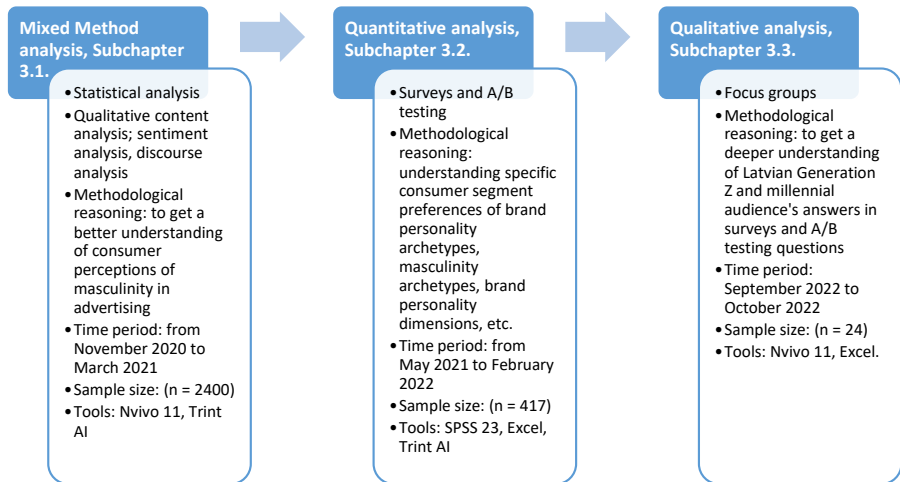 Mixed Method
analysis, Subchapter
3.1.
•Statistical analysis
•Qualitative content
analysis; sentiment
analysis, discourse
analysis
•Methodological
reasoning: to get a
better understanding
of consumer
perceptions of
masculinity in
advertising
•Time period: from
November 2020 to
March 2021
•Sample size: (n = 2400)
•Tools: Nvivo 11, Trint
AI
Quantitative analysis,
Subchapter 3.2.
•Surveys and A/B
testing
•Methodological
reasoning:
understanding specific
consumer segment
preferences of brand
personality
archetypes,
masculinity
archetypes, brand
personality
dimensions, etc.
•Time period: from
May 2021 to February
2022
•Sample size: (n = 417)
•Tools: SPSS 23, Excel,
Trint AI
Qualitative analysis,
Subchapter 3.3.
•Focus groups
•Methodological
reasoning: to get a
deeper understanding
of Latvian Generation
Z and millennial
audience's answers in
surveys and A/B
testing questions
•Time period:
September 2022 to
October 2022
•Sample size: (n = 24)
•Tools: Nvivo 11, Excel.